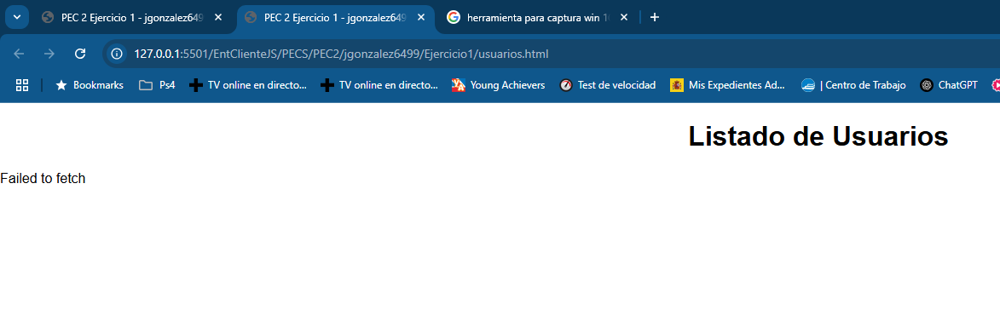 PEC 2 Ejercicio 1 - jgonzalez649
PEC 2 Ejercicio 1 - jgonzalez6499
herramienta para captura win 10
127.0.0.1:5501/EntClienteJS/PECS/PEC2/jgonzalez6499/Ejercicio1/usuarios.html
Bookmarks Ps4 TV online en directo... TV online en directo... Young Achievers Test de velocidad Mis Expedientes Ad... | Centro de Trabajo ChatGPT
Listado de Usuarios
Failed to fetch